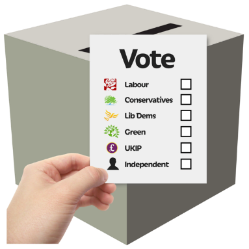 Vote
Labour
Conservatives
Lib Dems
Green
£ UKIP
Independent